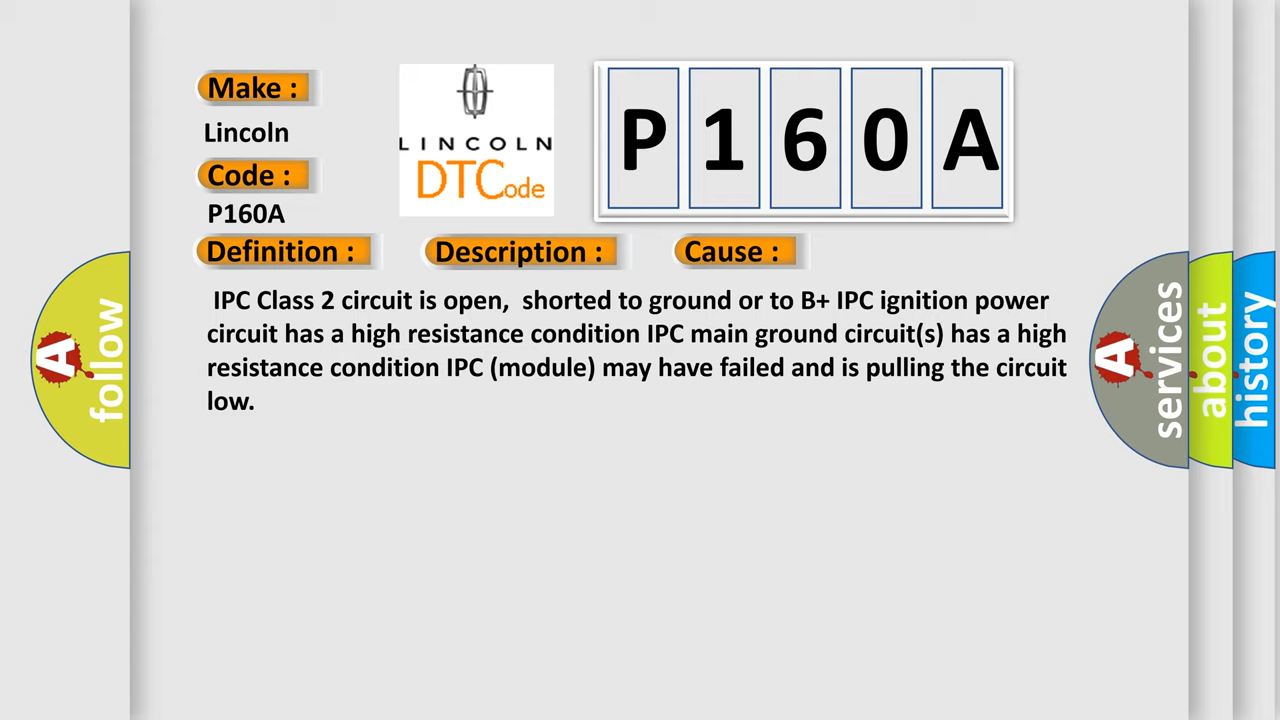 Make :
Lincoln
Code :
P160A
LINCOLN
DTCode
P 1 6 0 A
Definition : Description : Cause :
IPC Class 2 circuit is open,  shorted to ground or to B+ IPC ignition power
circuit has a high resistance condition IPC main ground circuit(s) has a high
resistance condition IPC (module) may have failed and is pulling the circuit
low.
A follow
A services
about
history